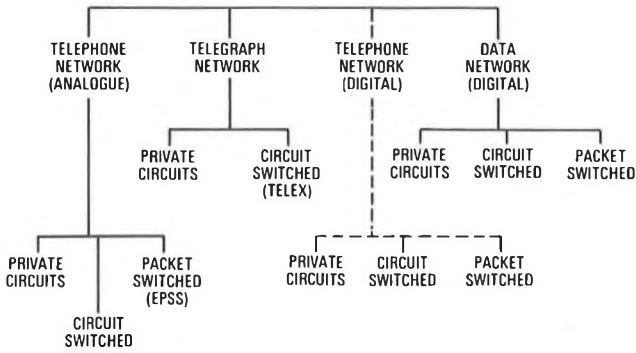 TELEPHONE
NETWORK
(ANALOGUE)
TELEGRAPH
NETWORK
TELEPHONE
NETWORK
(DIGITAL)
DATA
NETWORK
(DIGITAL)
PRIVATE
CIRCUITS
CIRCUIT
SWITCHED
(TELEX)
PRIVATE
CIRCUITS
CIRCUIT
SWITCHED
PACKET
SWITCHED
PRIVATE
CIRCUITS
CIRCUIT
SWITCHED
PACKET
SWITCHED
(EPSS)
PRIVATE
CIRCUITS
CIRCUIT
SWITCHED
PACKET
SWITCHED